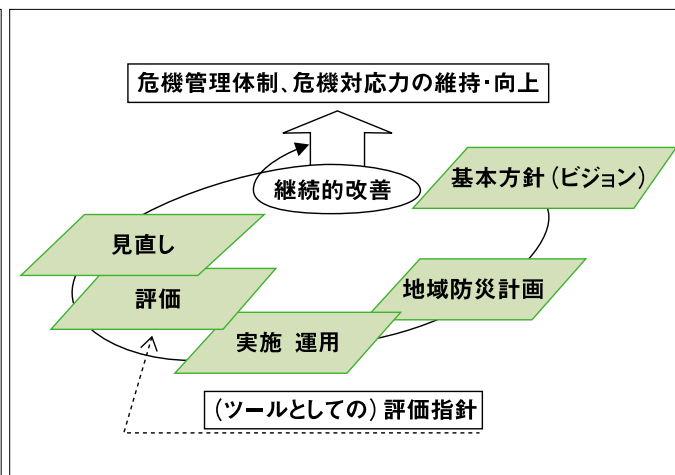 危機管理体制、危機対応力の維持・向上
継続的改善
基本方針（ビジョン）
見直し
地域防災計画
評価
実施 運用
（ツールとしての）評価指針